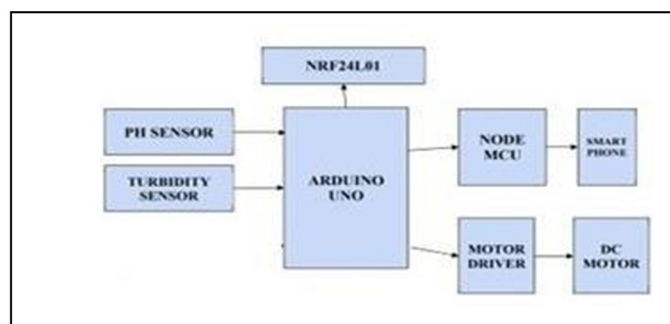 NRF24L01
PH SENSOR
TURBIDITY
SENSOR
ARDUINO
UNO
NODE
MCU
SMART
PHONE
MOTOR
DRIVER
DC
MOTOR